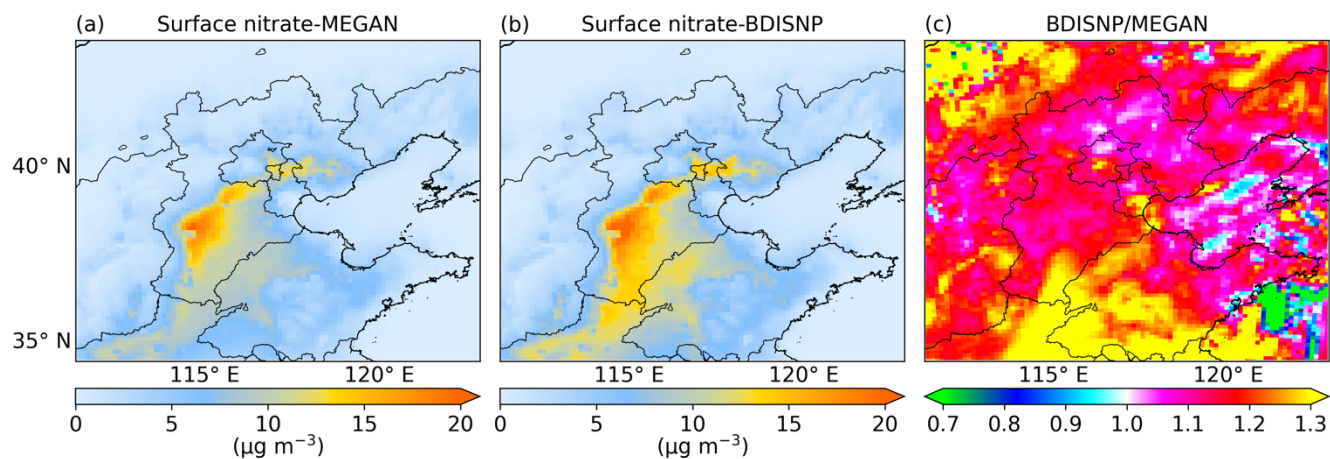 (a) Surface nitrate-MEGAN
(b) Surface nitrate-BDISNP
(c) BDISNP/MEGAN
40° N
35° N
115° E 120° E
115° E 120° E
115° E 120° E
0 5 10 15 20
0 5 10 15 20
0.7 0.8 0.9 1.0 1.1 1.2 1.3
(μg m⁻³)
(μg m⁻³)